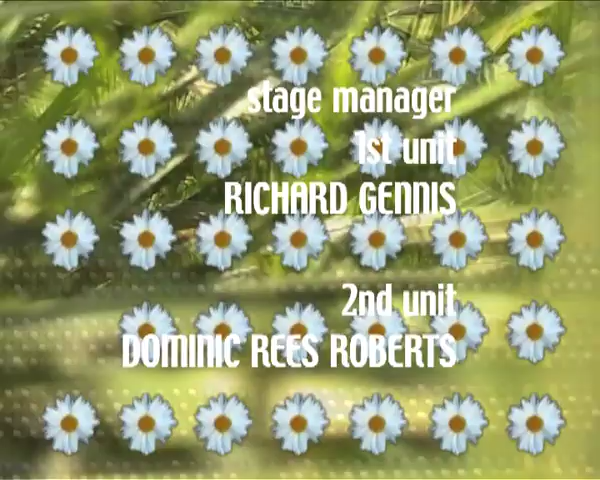 stage manager
1st unit
RICHARD GENNIS
2nd unit
DOMINIC REES ROBERTS